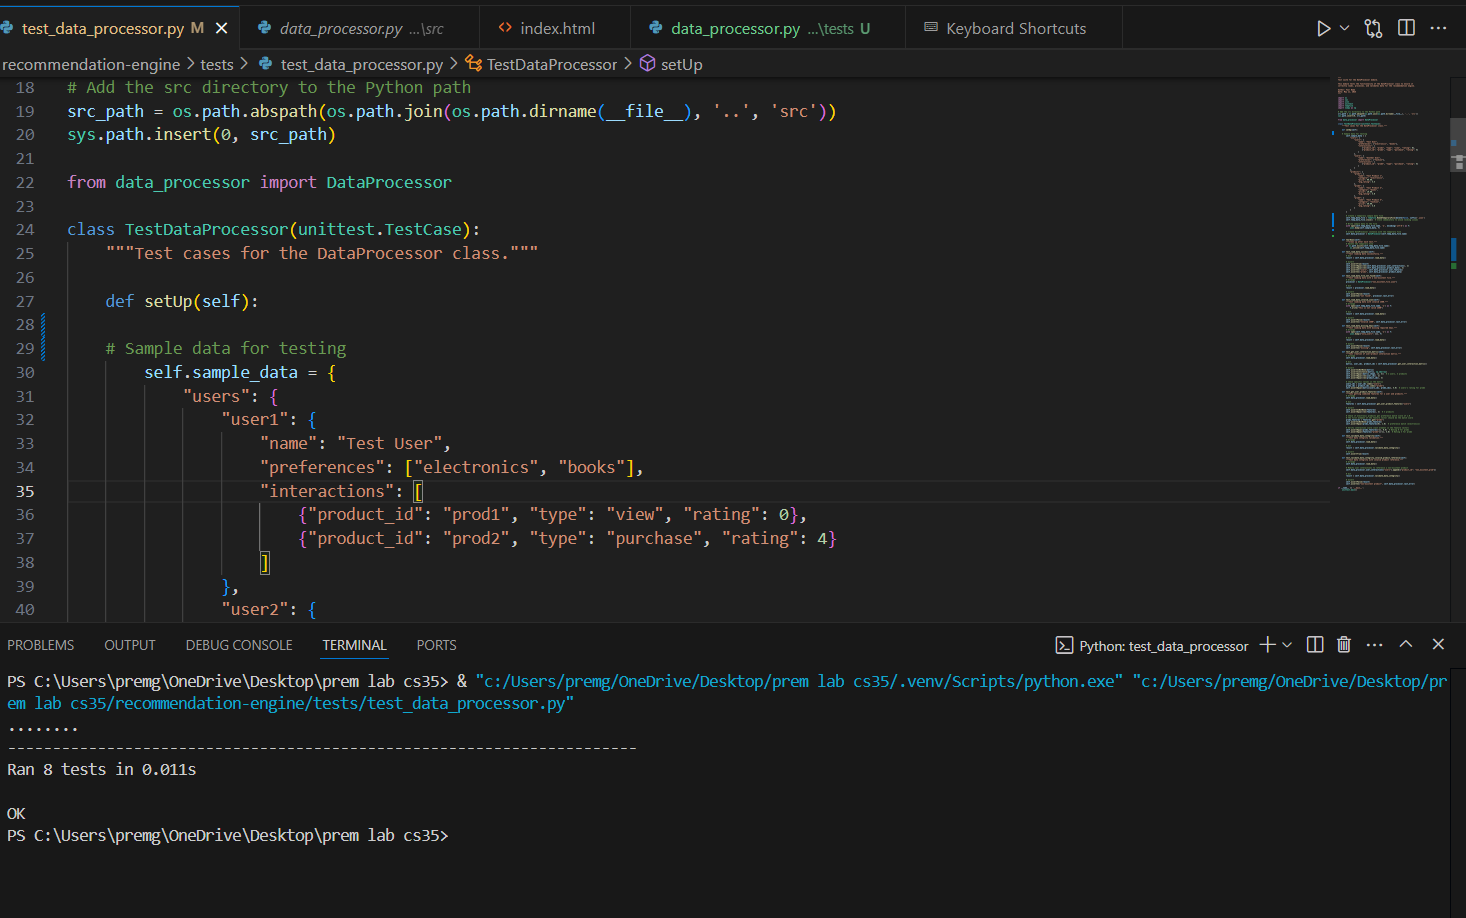 test_data_processor.py M
data_processor.py ...\src
index.html
data_processor.py ...\tests U
Keyboard Shortcuts
recommendation-engine > tests > test_data_processor.py > TestDataProcessor > setUp
18 # Add the src directory to the Python path
19 src_path = os.path.abspath(os.path.join(os.path.dirname(__file__), '..', 'src'))
20 sys.path.insert(0, src_path)
21
22 from data_processor import DataProcessor
23
24 class TestDataProcessor(unittest.TestCase):
25 """Test cases for the DataProcessor class."""
26
27 def setUp(self):
28
29 # Sample data for testing
30 self.sample_data = {
31 "users": {
32 "user1": {
33 "name": "Test User",
34 "preferences": ["electronics", "books"],
35 "interactions": [
36 {"product_id": "prod1", "type": "view", "rating": 0},
37 {"product_id": "prod2", "type": "purchase", "rating": 4}
38 ]
39 },
40 "user2": {
PROBLEMS OUTPUT DEBUG CONSOLE TERMINAL PORTS
Python: test_data_processor
PS C:\Users\premg\OneDrive\Desktop\prem lab cs35> & "c:/Users/premg/OneDrive/Desktop/prem lab cs35/.venv/Scripts/python.exe" "c:/Users/premg/OneDrive/Desktop/pr
em lab cs35/recommendation-engine/tests/test_data_processor.py"
........
----------------------------------------------------------------------
Ran 8 tests in 0.011s
OK
PS C:\Users\premg\OneDrive\Desktop\prem lab cs35>